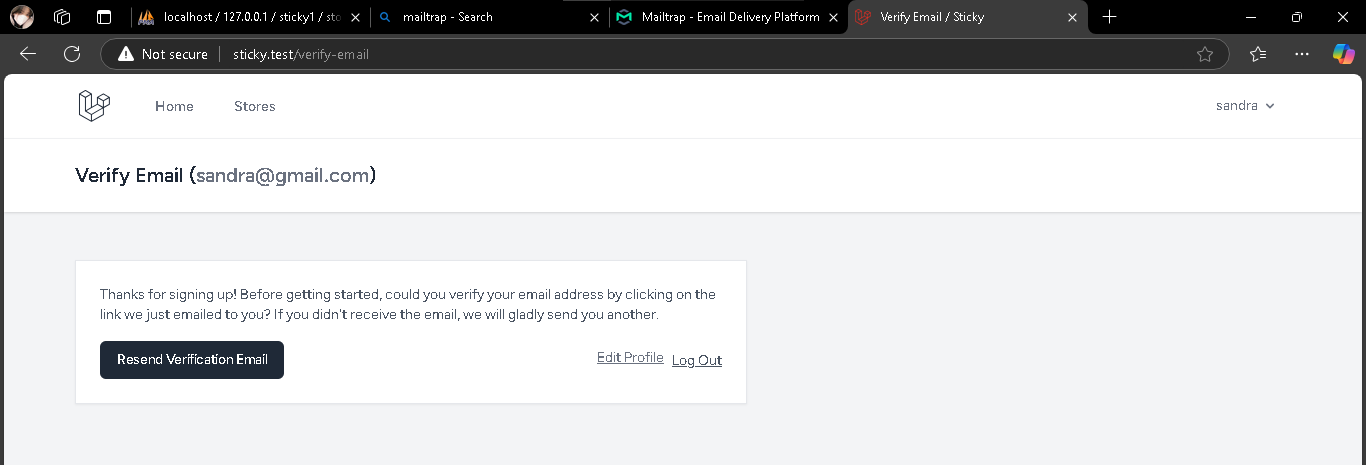 localhost / 127.0.0.1 / sticky1 / sto
mailtrap - Search
Mailtrap - Email Delivery Platform
Verify Email / Sticky
Not secure
sticky.test/verify-email
Home
Stores
sandra
Verify Email (sandra@gmail.com)
Thanks for signing up! Before getting started, could you verify your email address by clicking on the
link we just emailed to you? If you didn't receive the email, we will gladly send you another.
Resend Verification Email
Edit Profile
Log Out